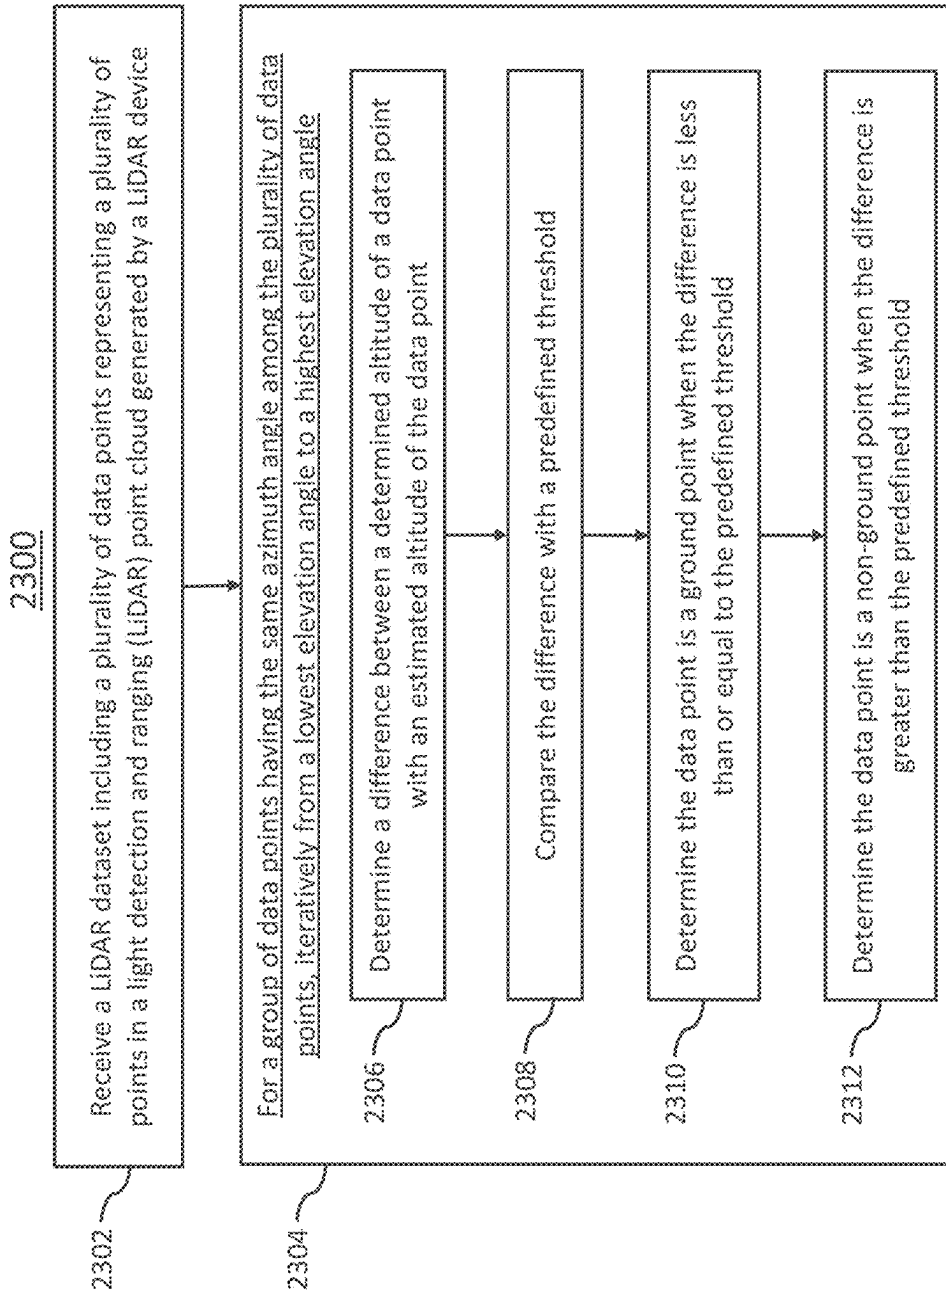 2300
2302
Receive a LiDAR dataset including a plurality of data points representing a plurality of
points in a light detection and ranging (LiDAR) point cloud generated by a LiDAR device
2304
For a group of data points having the same azimuth angle among the plurality of data
points, iteratively from a lowest elevation angle to a highest elevation angle
2306
Determine a difference between a determined altitude of a data point
with an estimated altitude of the data point
2308
Compare the difference with a predefined threshold
2310
Determine the data point is a ground point when the difference is less
than or equal to the predefined threshold
2312
Determine the data point is a non-ground point when the difference is
greater than the predefined threshold